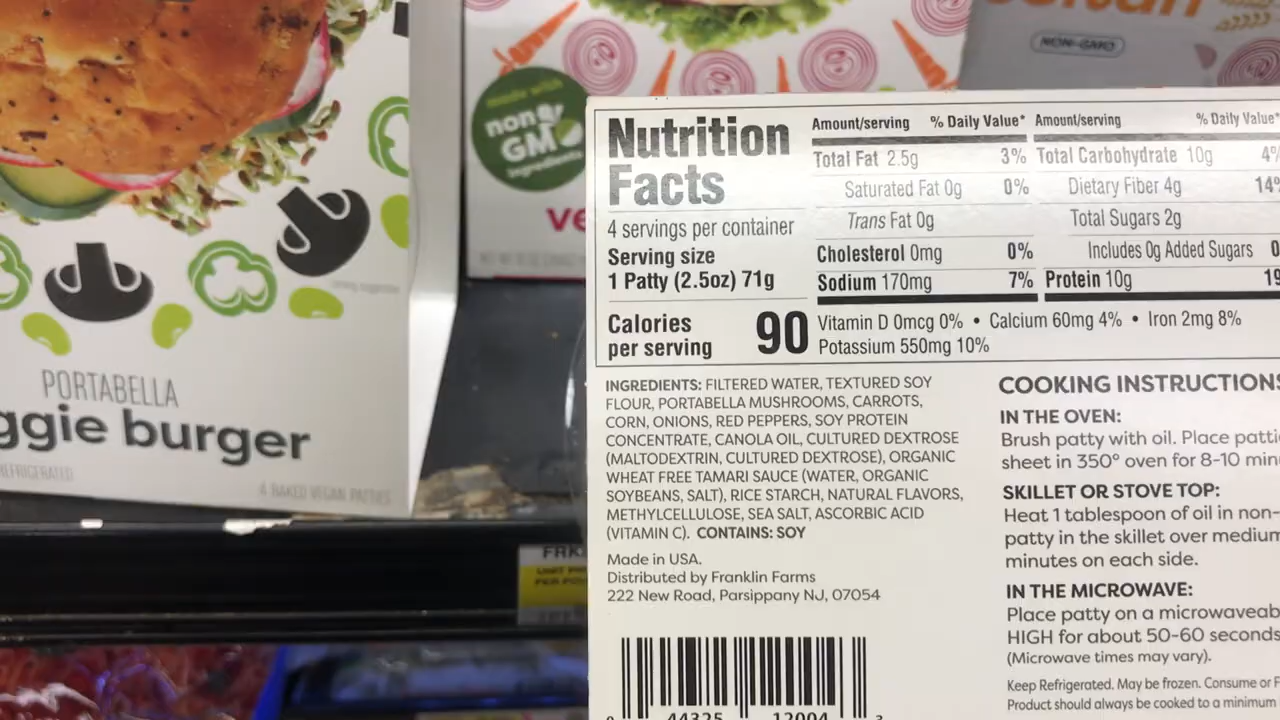 NON-GMO
made with
non
GMO
ingredients
ve
PORTABELLA
ggie burger
REFRIGERATED
4 BAKED VEGAN PATTIES
Nutrition
Facts
4 servings per container
Serving size
1 Patty (2.5oz) 71g
Calories
per serving
90
Amount/serving % Daily Value*
Total Fat 2.5g 3%
Saturated Fat 0g 0%
Trans Fat 0g
Cholesterol 0mg 0%
Sodium 170mg 7%
Amount/serving % Daily Value*
Total Carbohydrate 10g 4%
Dietary Fiber 4g 14%
Total Sugars 2g
Includes 0g Added Sugars 0
Protein 10g 19
Vitamin D 0mcg 0% • Calcium 60mg 4% • Iron 2mg 8%
Potassium 550mg 10%
INGREDIENTS: FILTERED WATER, TEXTURED SOY
FLOUR, PORTABELLA MUSHROOMS, CARROTS,
CORN, ONIONS, RED PEPPERS, SOY PROTEIN
CONCENTRATE, CANOLA OIL, CULTURED DEXTROSE
(MALTODEXTRIN, CULTURED DEXTROSE), ORGANIC
WHEAT FREE TAMARI SAUCE (WATER, ORGANIC
SOYBEANS, SALT), RICE STARCH, NATURAL FLAVORS,
METHYLCELLULOSE, SEA SALT, ASCORBIC ACID
(VITAMIN C). CONTAINS: SOY
Made in USA.
Distributed by Franklin Farms
222 New Road, Parsippany NJ, 07054
44325 12004 3
COOKING INSTRUCTIONS
IN THE OVEN:
Brush patty with oil. Place patti
sheet in 350° oven for 8-10 min
SKILLET OR STOVE TOP:
Heat 1 tablespoon of oil in non-
patty in the skillet over medium
minutes on each side.
IN THE MICROWAVE:
Place patty on a microwaveab
HIGH for about 50-60 seconds
(Microwave times may vary).
Keep Refrigerated. May be frozen. Consume or F
Product should always be cooked to a minimum